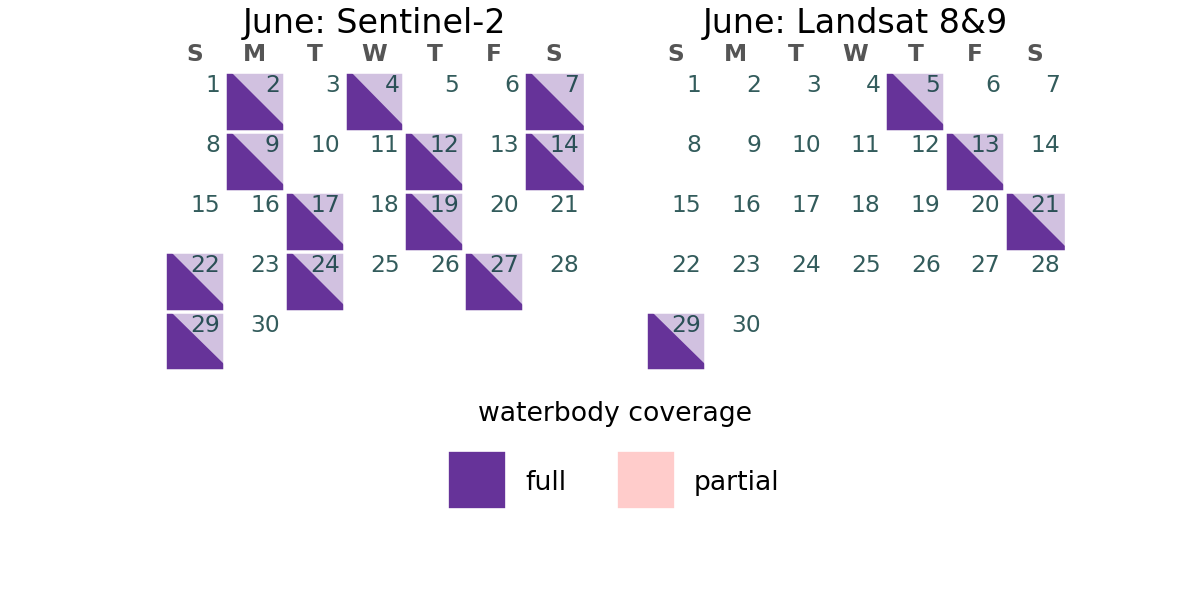 June: Sentinel-2
S M T W T F S
1 2 3 4 5 6 7
8 9 10 11 12 13 14
15 16 17 18 19 20 21
22 23 24 25 26 27 28
29 30
June: Landsat 8&9
S M T W T F S
1 2 3 4 5 6 7
8 9 10 11 12 13 14
15 16 17 18 19 20 21
22 23 24 25 26 27 28
29 30
waterbody coverage
full partial